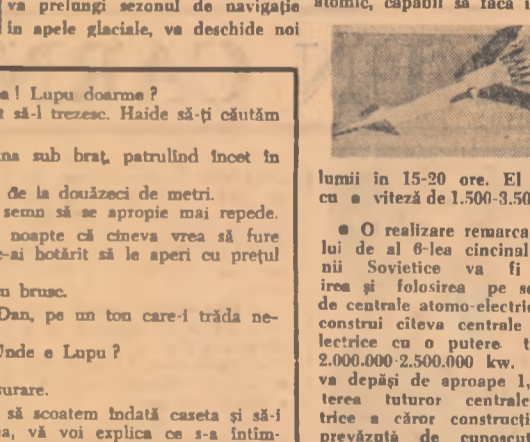 va prelungi sezonul de navigație
în apele glaciale, va deschide noi
a ! Lupu doarme ?
să-l trezesc. Haide să-ți căutăm
sub braț, patrulînd încet în
de la douăzeci de metri.
semn să se apropie mai repede.
noapte că cineva vrea să fure
e-ai hotărît să le aperi cu prețul
brusc.
Dan, pe un ton care-i trăda ne-
Unde e Lupu ?
surare.
să scoatem îndată caseta și să-i
vă voi explica ce s-a întîm-
atomic, capabil să facă
lumii în 15-20 ore. El
cu o viteză de 1.500-3.50
● O realizare remarca
lui de al 6-lea cincinal
nii Sovietice va fi
irea și folosirea pe s
de centrale atomo-electric
construi cîteva centrale
lectrice cu o putere t
2.000.000-2.500.000 kw.
va depăși de aproape 1,
terea tuturor centrale
trice a căror construcți
prevăzută de cunoscu